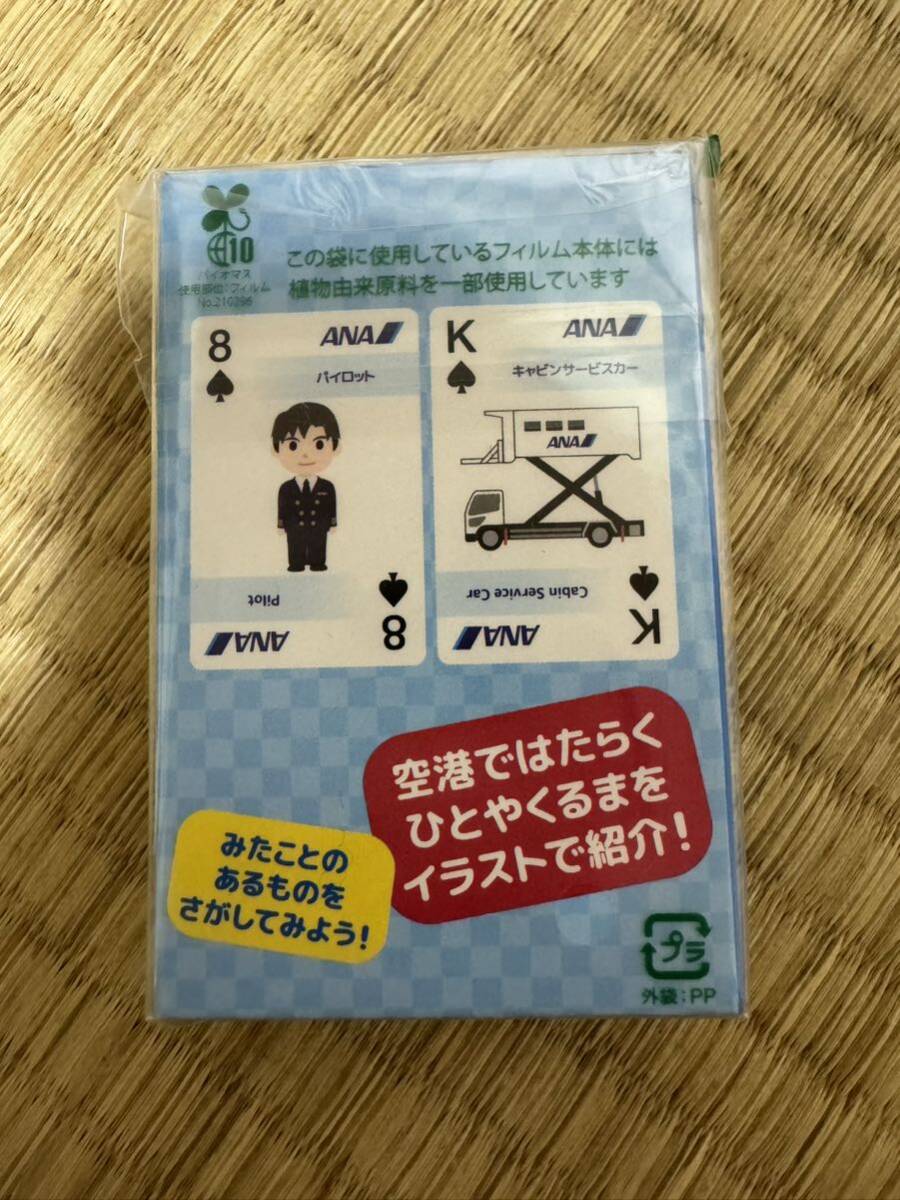 10
バイオマス
使用部位:フィルム
No.210296
この袋に使用しているフィルム本体には
植物由来原料を一部使用しています
8
ANA
パイロット
Pilot
ANA
8
K
ANA
キャビンサービスカー
ANA
Cabin Service Car
ANA
K
空港ではたらく
ひとやくるまを
イラストで紹介!
みたことの
あるものを
さがしてみよう!
プラ
外袋:PP